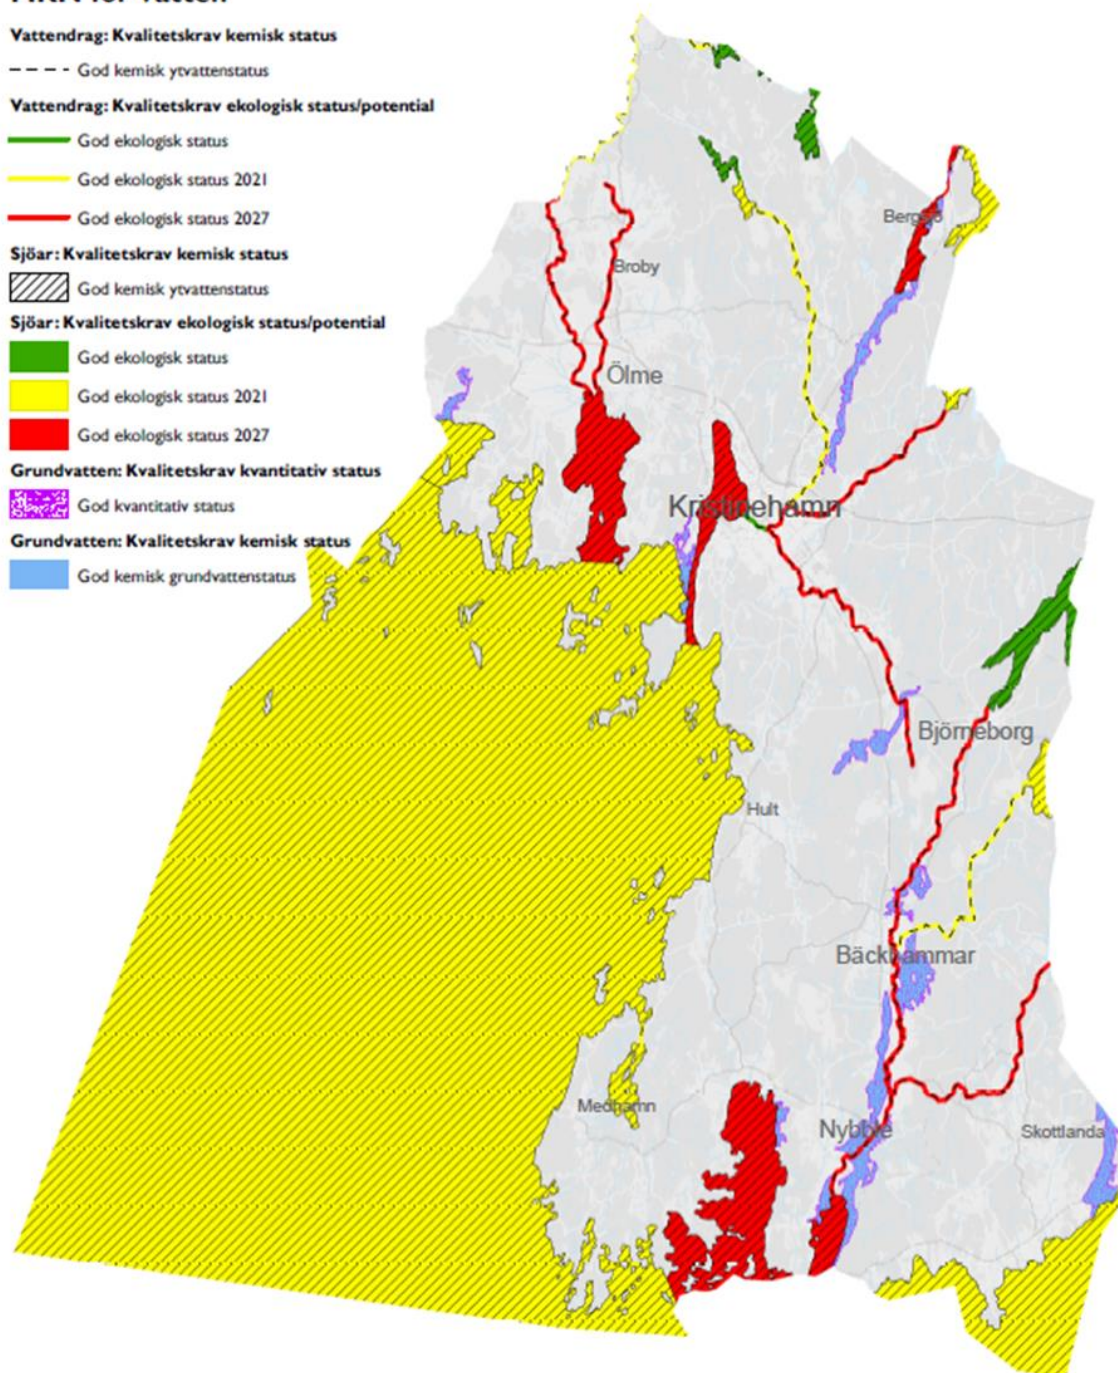 Vattendrag: Kvalitetskrav kemisk status
God kemisk ytvattenstatus
Vattendrag: Kvalitetskrav ekologisk status/potential
God ekologisk status
God ekologisk status 2021
God ekologisk status 2027
Sjöar: Kvalitetskrav kemisk status
God kemisk ytvattenstatus
Sjöar: Kvalitetskrav ekologisk status/potential
God ekologisk status
God ekologisk status 2021
God ekologisk status 2027
Grundvatten: Kvalitetskrav kvantitativ status
God kvantitativ status
Grundvatten: Kvalitetskrav kemisk status
God kemisk grundvattenstatus
Bergsjö
Broby
Ölme
Kristinehamn
Björneborg
Hult
Bäckhammar
Medhamn
Nybble
Skottlanda